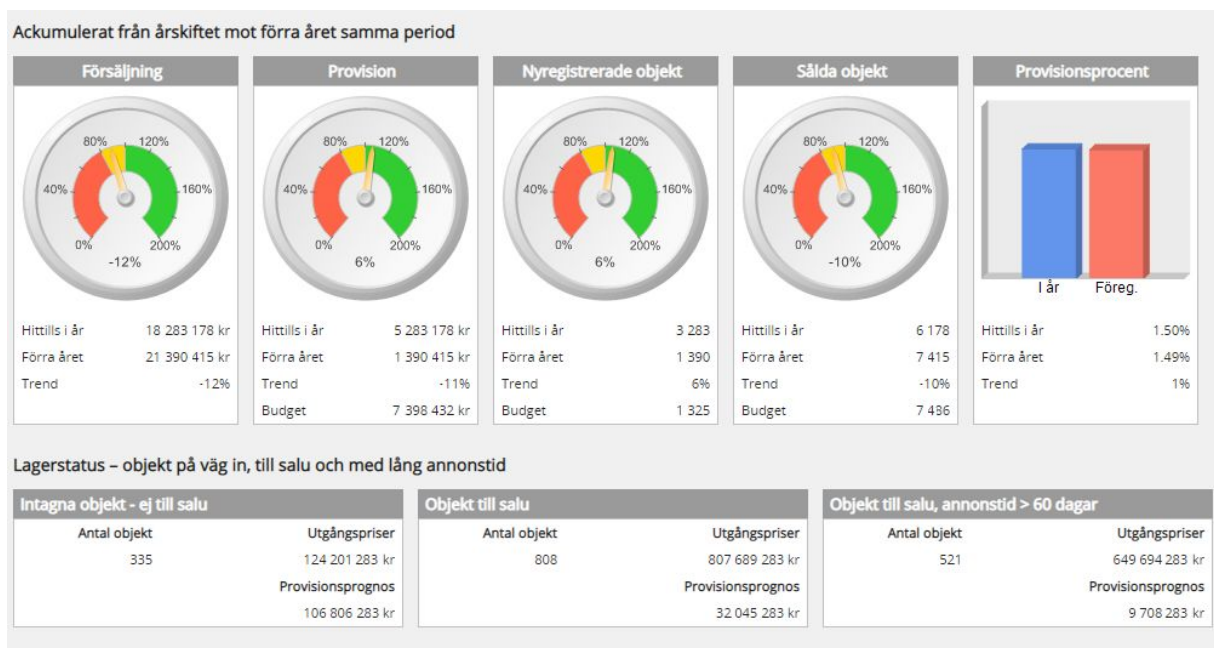 Ackumulerat från årskiftet mot förra året samma period
Försäljning
80% 120%
40% 160%
0% 200%
-12%
Hittills i år 18 283 178 kr
Förra året 21 390 415 kr
Trend -12%
Provision
80% 120%
40% 160%
0% 200%
6%
Hittills i år 5 283 178 kr
Förra året 1 390 415 kr
Trend -11%
Budget 7 398 432 kr
Nyregistrerade objekt
80% 120%
40% 160%
0% 200%
6%
Hittills i år 3 283
Förra året 1 390
Trend 6%
Budget 1 325
Sålda objekt
80% 120%
40% 160%
0% 200%
-10%
Hittills i år 6 178
Förra året 7 415
Trend -10%
Budget 7 486
Provisionsprocent
I år Föreg.
Hittills i år 1.50%
Förra året 1.49%
Trend 1%
Lagerstatus – objekt på väg in, till salu och med lång annonstid
Intagna objekt - ej till salu
Antal objekt Utgångspriser
335 124 201 283 kr
Provisionsprognos
106 806 283 kr
Objekt till salu
Antal objekt Utgångspriser
808 807 689 283 kr
Provisionsprognos
32 045 283 kr
Objekt till salu, annonstid > 60 dagar
Antal objekt Utgångspriser
521 649 694 283 kr
Provisionsprognos
9 708 283 kr